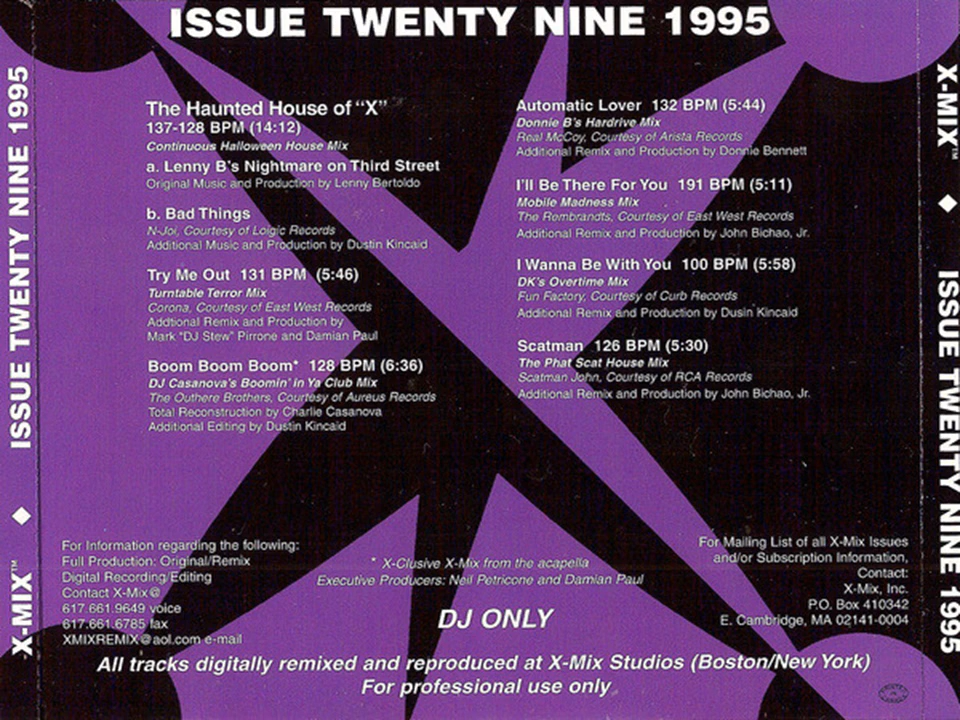 ISSUE TWENTY NINE 1995
X-MIX™ ◆ ISSUE TWENTY NINE 1995
The Haunted House of "X"
137-128 BPM (14:12)
Continuous Halloween House Mix
a. Lenny B's Nightmare on Third Street
Original Music and Production by Lenny Bertoldo
b. Bad Things
N-Joi, Courtesy of Loigic Records
Additional Music and Production by Dustin Kincaid
Try Me Out 131 BPM (5:46)
Turntable Terror Mix
Corona, Courtesy of East West Records
Addtional Remix and Production by
Mark "DJ Stew" Pirrone and Damian Paul
Boom Boom Boom* 128 BPM (6:36)
DJ Casanova's Boomin' in Ya Club Mix
The Outhere Brothers, Courtesy of Aureus Records
Total Reconstruction by Charlie Casanova
Additional Editing by Dustin Kincaid
Automatic Lover 132 BPM (5:44)
Donnie B's Hardrive Mix
Real McCoy, Courtesy of Arista Records
Additional Remix and Production by Donnie Bennett
I'll Be There For You 191 BPM (5:11)
Mobile Madness Mix
The Rembrandts, Courtesy of East West Records
Additional Remix and Production by John Bichao, Jr.
I Wanna Be With You 100 BPM (5:58)
DK's Overtime Mix
Fun Factory, Courtesy of Curb Records
Additional Remix and Production by Dusin Kincaid
Scatman 126 BPM (5:30)
The Phat Scat House Mix
Scatman John, Courtesy of RCA Records
Additional Remix and Production by John Bichao, Jr.
For Information regarding the following:
Full Production: Original/Remix
Digital Recording/Editing
Contact X-Mix@
617.661.9649 voice
617.661.6785 fax
XMIXREMIX@aol.com e-mail
* X-Clusive X-Mix from the acapella
Executive Producers: Neil Petricone and Damian Paul
DJ ONLY
For Mailing List of all X-Mix Issues
and/or Subscription Information,
Contact:
X-Mix, Inc.
P.O. Box 410342
E. Cambridge, MA 02141-0004
All tracks digitally remixed and reproduced at X-Mix Studios (Boston/New York)
For professional use only
X-MIX™ ◆ ISSUE TWENTY NINE 1995